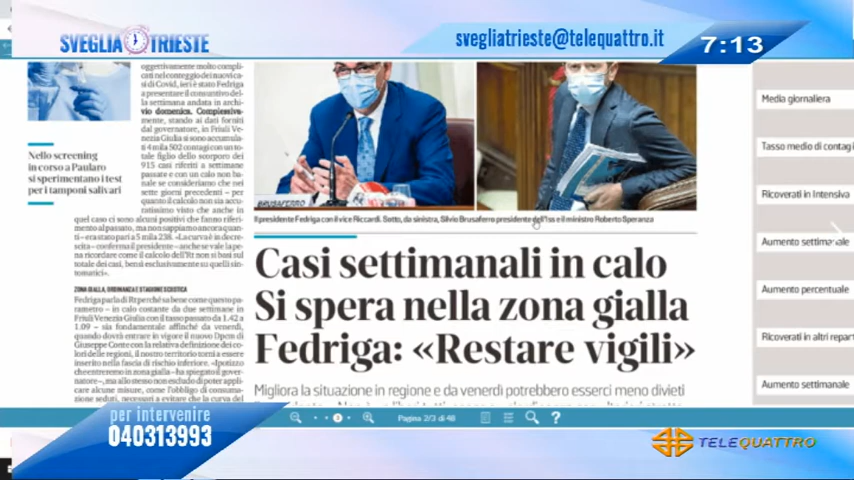 SVEGLIA TRIESTE
svegliatrieste@telequattro.it
7:13
oggettivamente molto compli-
cati nel conteggio dei nuovi ca-
si di Covid, ieri è stato Fedriga
a presentare il consuntivo del-
la settimana andata in archi-
vio domenica. Complessiva-
mente, stando ai dati forniti
dal governatore, in Friuli Ve-
nezia Giulia si sono accumula-
ti 4 mila 502 contagi con un to-
tale figlio dello scorporo dei
915 casi riferiti a settimane
passate e con un calo non ba-
nale se consideriamo che nei
sette giorni precedenti – per
quanto il calcolo non sia accu-
ratissimo visto che anche in
quel caso ci sono alcuni positivi che fanno riferi-
mento al passato, ma non sappiamo ancora quan-
ti – era stato pari a 5 mila 238. «La curva è in decre-
scita – conferma il presidente – anche se vale la pe-
na ricordare come il calcolo dell'Rt non si basi sul
totale dei casi, bensì esclusivamente su quelli sin-
tomatici».
Nello screening
in corso a Paularo
si sperimentano i test
per i tamponi salivari
ZONA GIALLA, ORDINANZA E STAGIONE SCIISTICA
Fedriga parla di Rt perché sa bene come questo pa-
rametro – in calo costante da due settimane in
Friuli Venezia Giulia con il tasso passato da 1.42 a
1.09 – sia fondamentale affinché da venerdì,
quando dovrà entrare in vigore il nuovo Dpcm di
Giuseppe Conte con la relativa definizione dei co-
lori delle regioni, il nostro territorio torni a essere
inserito nella fascia di rischio inferiore. «Ipotizzo
che entreremo in zona gialla – ha spiegato il gover-
natore –, ma allo stesso non escludo di poter appli-
care alcune misure, come l'obbligo di consuma-
zione seduti, necessari a evitare che la curva del
BRUSAFERRO
Il presidente Fedriga con il vice Riccardi. Sotto, da sinistra, Silvio Brusaferro presidente dell'Iss e il ministro Roberto Speranza
Casi settimanali in calo
Si spera nella zona gialla
Fedriga: «Restare vigili»
Migliora la situazione in regione e da venerdì potrebbero esserci meno divieti
Media giornaliera
Tasso medio di contagi
Ricoverati in Intensiva
Aumento settimanale
Aumento percentuale
Ricoverati in altri repart
Aumento settimanale
Pagina 2/3 di 48
per intervenire
040313993
TELEQUATTRO